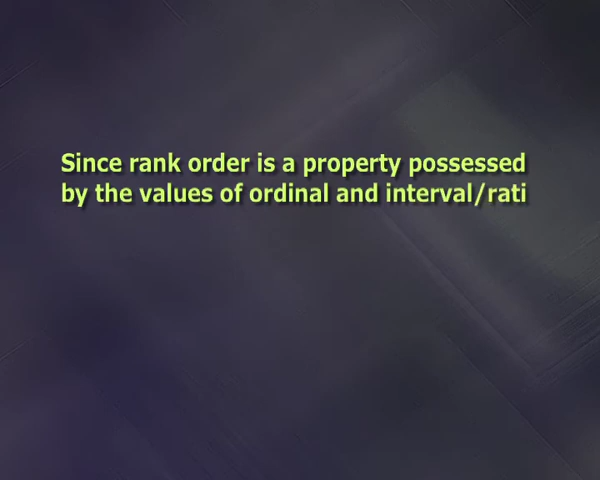 Since rank order is a property possessed
by the values of ordinal and interval/rati